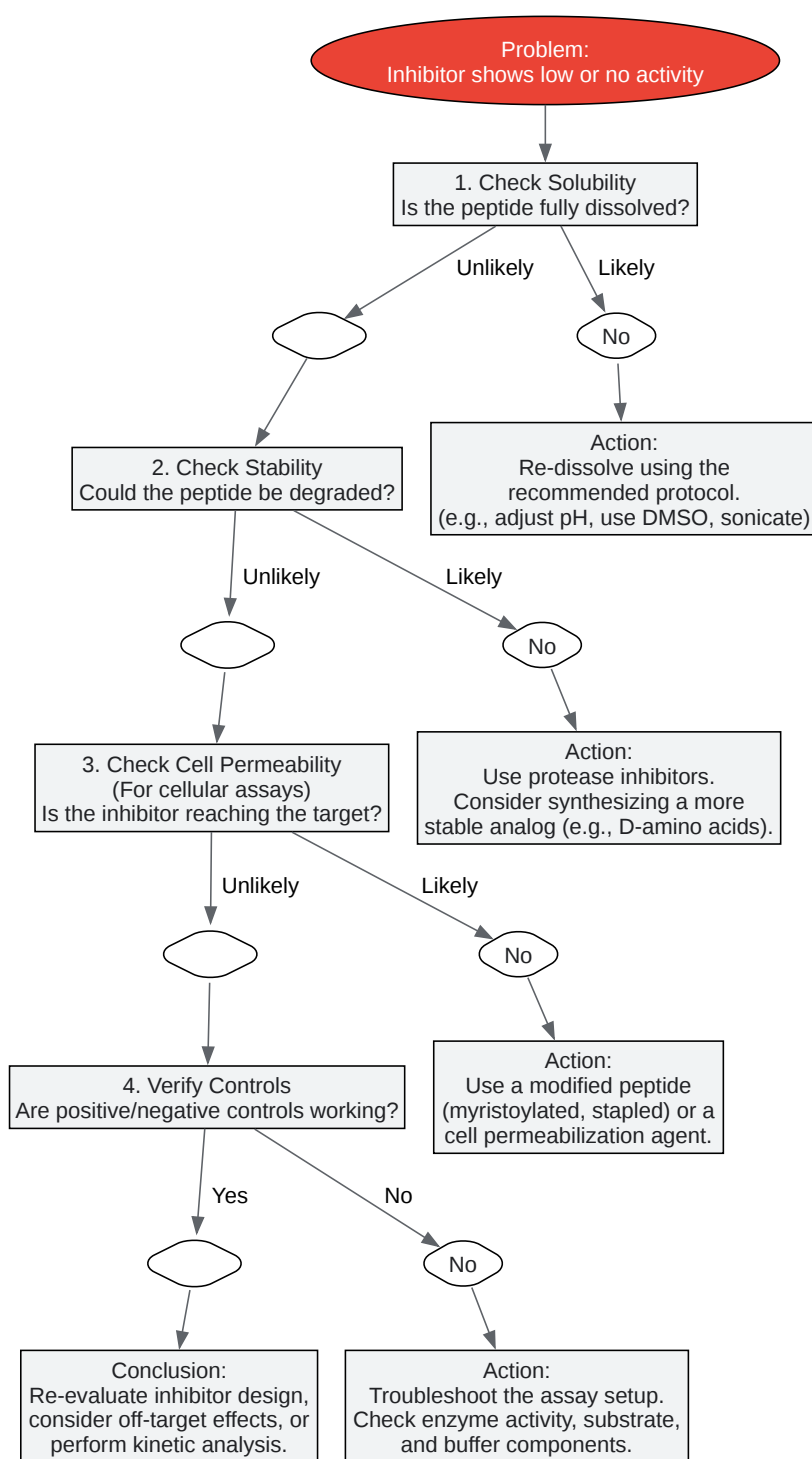 Problem:
Inhibitor shows low or no activity
1. Check Solubility
Is the peptide fully dissolved?
Unlikely
Likely
No
Action:
Re-dissolve using the
recommended protocol.
(e.g., adjust pH, use DMSO, sonicate)
2. Check Stability
Could the peptide be degraded?
Unlikely
Likely
No
Action:
Use protease inhibitors.
Consider synthesizing a more
stable analog (e.g., D-amino acids).
3. Check Cell Permeability
(For cellular assays)
Is the inhibitor reaching the target?
Unlikely
Likely
No
Action:
Use a modified peptide
(myristoylated, stapled) or a
cell permeabilization agent.
4. Verify Controls
Are positive/negative controls working?
Yes
No
No
Conclusion:
Re-evaluate inhibitor design,
consider off-target effects, or
perform kinetic analysis.
Action:
Troubleshoot the assay setup.
Check enzyme activity, substrate,
and buffer components.